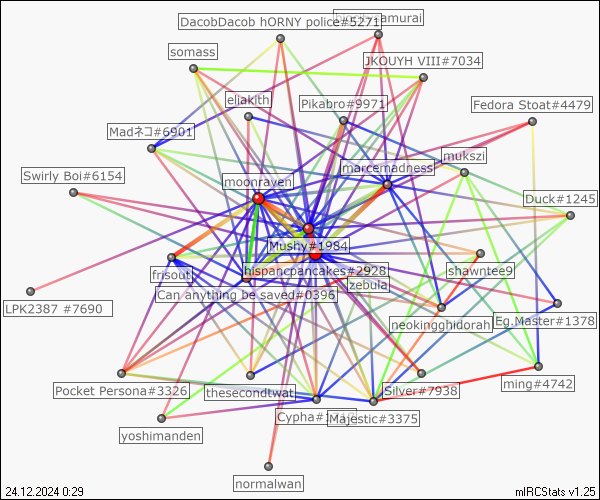 DacobDacob hORNY police#5271
samurai
somass
JKOUYH VIII#7034
eliakith
Pikabro#9971
Fedora Stoat#4479
Madネコ#6901
marcemadness
mukszi
Swirly Boi#6154
moonraven
Duck#1245
Mushy#1984
frisout
hispancpancakes#2928
shawntee9
zebula
Can anything be saved#0396
LPK2387 #7690
neokingghidorah
Eg.Master#1378
Pocket Persona#3326
thesecondtwat
Silver#7938
ming#4742
Cypha#1
Majestic#3375
yoshimanden
normalwan
24.12.2024 0:29
mIRCStats v1.25